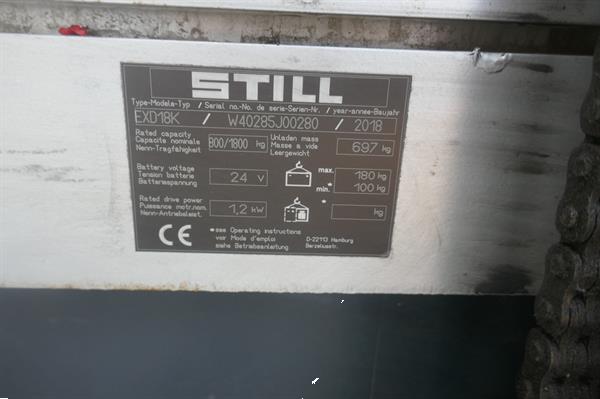 STILL
Type-Modele-Typ / Serial no.-No. de serie-Serien-Nr. / year-annee-Baujahr
EXD18K / W40285J00280 / 2018
Rated capacity
Capacite nominale
Nenn-Tragfähigkeit
800/1800 kg
Unladen mass
Masse a vide
Leergewicht
697 kg
Battery voltage
Tension batterie
Batteriespannung
24 V
max. 180 kg
min.* 100 kg
Rated drive power
Puissance motr.nom.
Nenn-Antriebsleist.
1,2 kW
* kg
CE
*see Operating instructions
voir Mode d'emploi
siehe Betriebsanleitung
D-22113 Hamburg
Berzeliusstr.